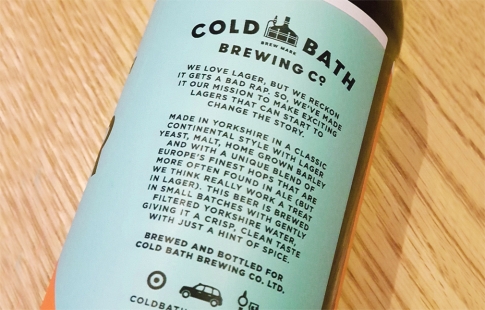 COLD BATH
BREW MARK
BREWING CO
WE LOVE LAGER, BUT WE RECKON
IT GETS A BAD RAP. SO, WE'VE MADE
IT OUR MISSION TO MAKE EXCITING
LAGERS THAT CAN START TO
CHANGE THE STORY.
MADE IN YORKSHIRE IN A CLASSIC
CONTINENTAL STYLE WITH LAGER
YEAST, MALT, HOME GROWN BARLEY
AND WITH A UNIQUE BLEND OF
EUROPE'S FINEST HOPS THAT ARE
MORE OFTEN FOUND IN ALE (BUT
WE THINK REALLY WORK A TREAT
IN LAGER). THIS BEER IS BREWED
IN SMALL BATCHES WITH GENTLY
FILTERED YORKSHIRE WATER,
GIVING IT A CRISP, CLEAN TASTE
WITH JUST A HINT OF SPICE.
BREWED AND BOTTLED FOR
COLD BATH BREWING CO. LTD.
COLDBATH